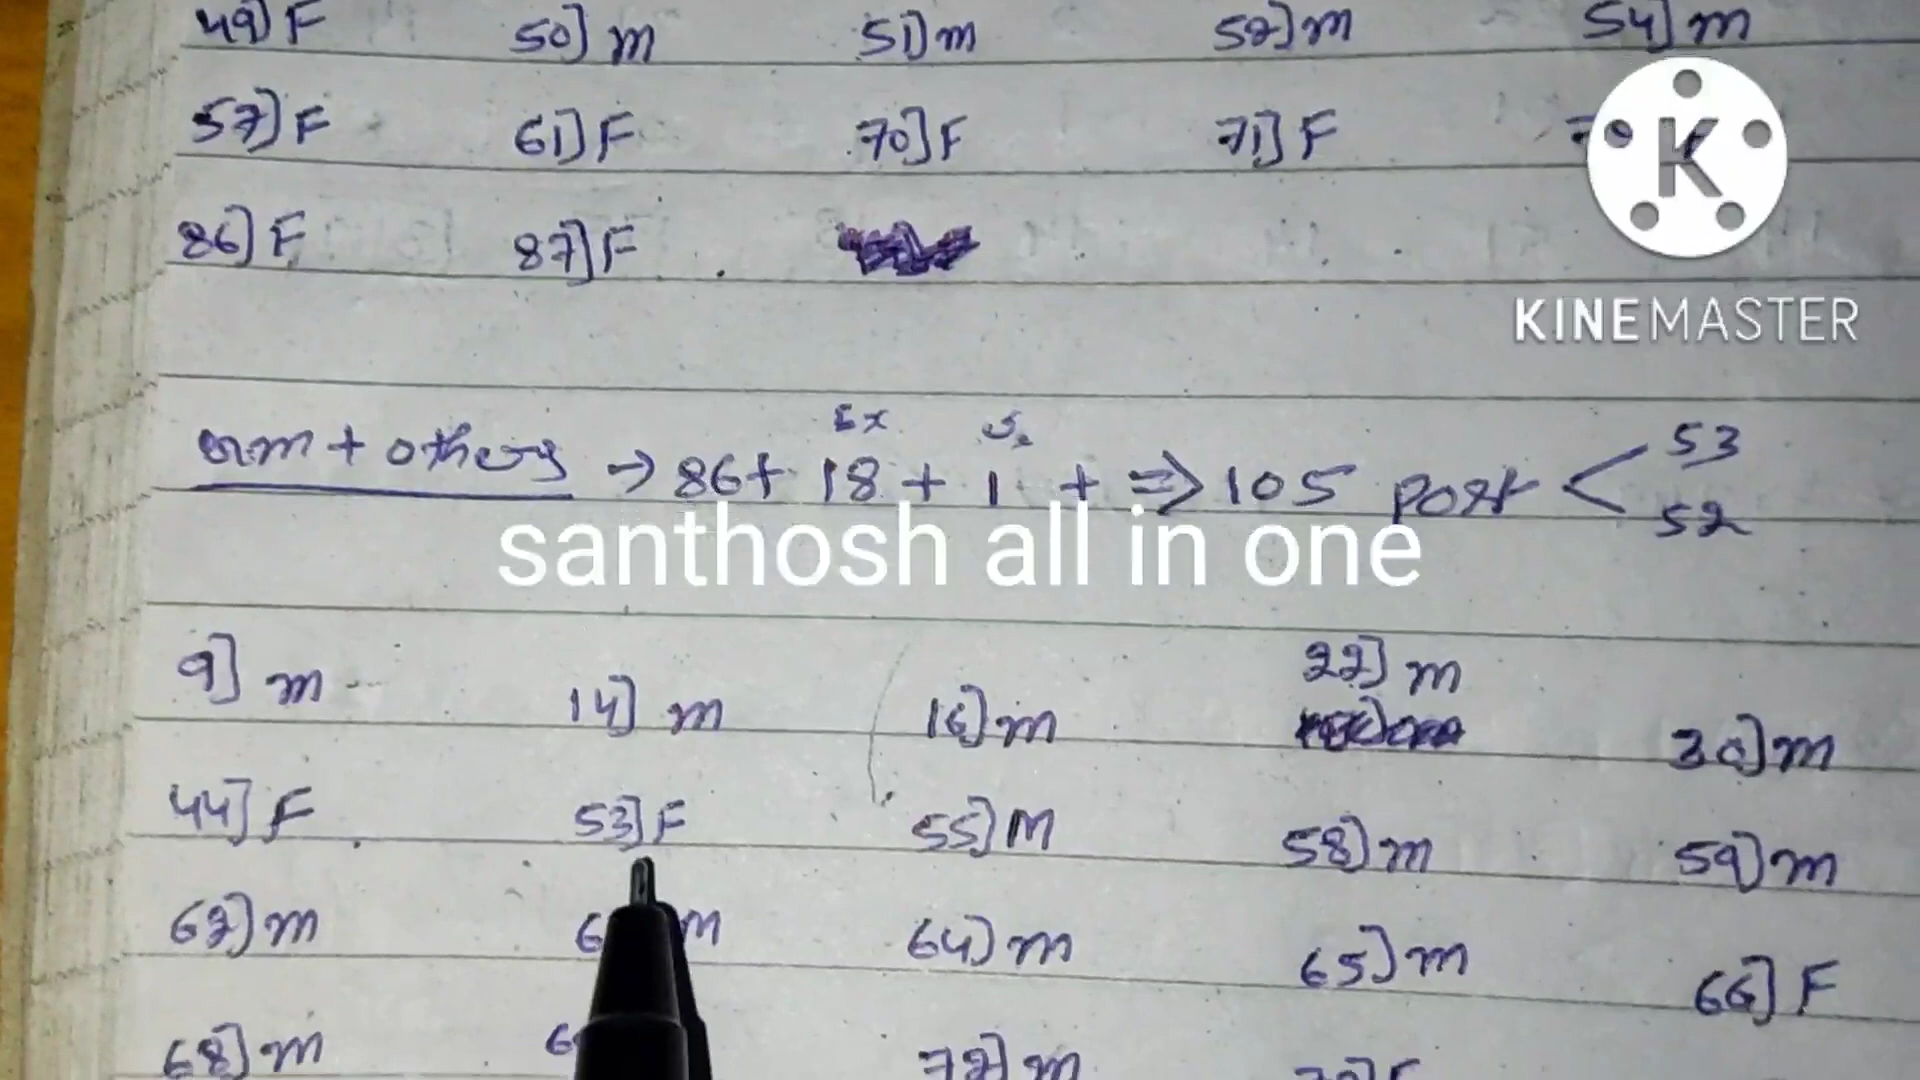 49] F 50] m 51] m 52] m 54] m
57] F 61] F 70] F 71] F
86] F 87] F
KINEMASTER
Ex
+ others → 86 + 18 + 1 + ⇒ 105 post < 53
52
santhosh all in one
22] m
9] m 14] m 16] m 30] m
44] F 53] F 55] M 58] m 59] m
62] m m 64] m 65] m 66] F
68] m 72] m